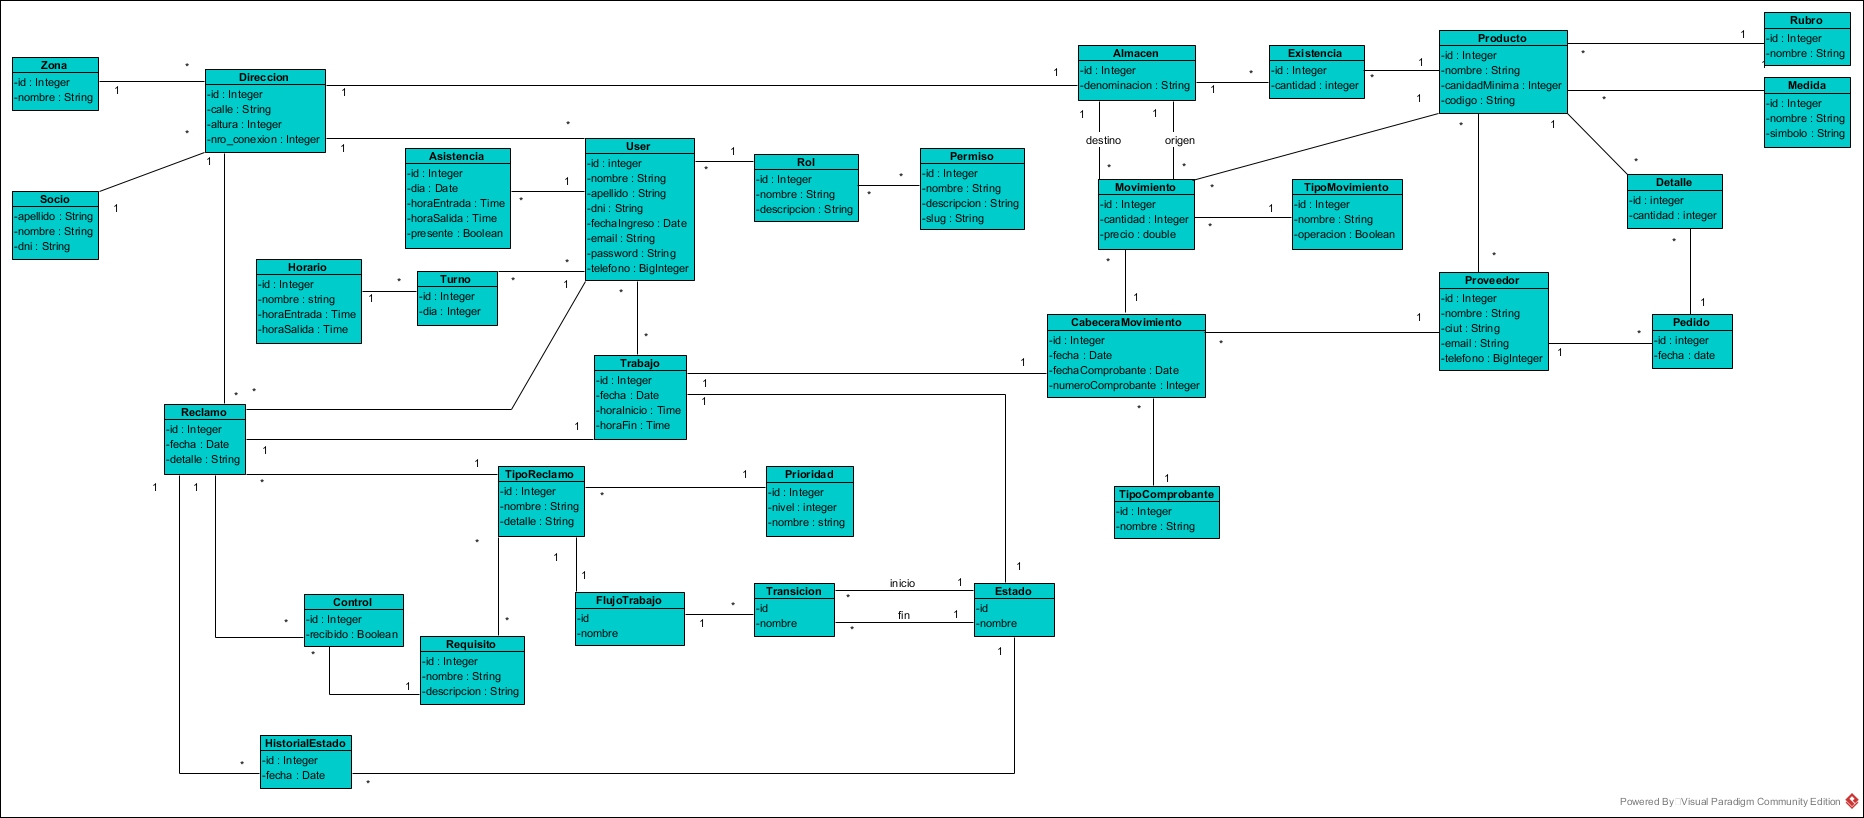 Zona
-id : Integer
-nombre : String
Direccion
-id : Integer
-calle : String
-altura : Integer
-nro_conexion : Integer
Socio
-apellido : String
-nombre : String
-dni : String
User
-id : integer
-nombre : String
-apellido : String
-dni : String
-fechaIngreso : Date
-email : String
-password : String
-telefono : BigInteger
Asistencia
-id : Integer
-dia : Date
-horaEntrada : Time
-horaSalida : Time
-presente : Boolean
Rol
-id : Integer
-nombre : String
-descripcion : String
Permiso
-id : Integer
-nombre : String
-descripcion : String
-slug : String
Horario
-id : Integer
-nombre : string
-horaEntrada : Time
-horaSalida : Time
Turno
-id : Integer
-dia : Integer
Almacen
-id : Integer
-denominacion : String
Existencia
-id : Integer
-cantidad : integer
Producto
-id : Integer
-nombre : String
-canidadMinima : Integer
-codigo : String
Rubro
-id : Integer
-nombre : String
Medida
-id : Integer
-nombre : String
-simbolo : String
destino
origen
Movimiento
-id : Integer
-cantidad : Integer
-precio : double
TipoMovimiento
-id : Integer
-nombre : String
-operacion : Boolean
Detalle
-id : integer
-cantidad : integer
Proveedor
-id : Integer
-nombre : String
-ciut : String
-email : String
-telefono : BigInteger
Pedido
-id : integer
-fecha : date
CabeceraMovimiento
-id : Integer
-fecha : Date
-fechaComprobante : Date
-numeroComprobante : Integer
TipoComprobante
-id : Integer
-nombre : String
Trabajo
-id : Integer
-fecha : Date
-horaInicio : Time
-horaFin : Time
Reclamo
-id : Integer
-fecha : Date
-detalle : String
TipoReclamo
-id : Integer
-nombre : String
-detalle : String
Prioridad
-id : Integer
-nivel : integer
-nombre : string
Control
-id : Integer
-recibido : Boolean
Requisito
-id : Integer
-nombre : String
-descripcion : String
FlujoTrabajo
-id
-nombre
Transicion
-id
-nombre
inicio
fin
Estado
-id
-nombre
HistorialEstado
-id : Integer
-fecha : Date
Powered By Visual Paradigm Community Edition